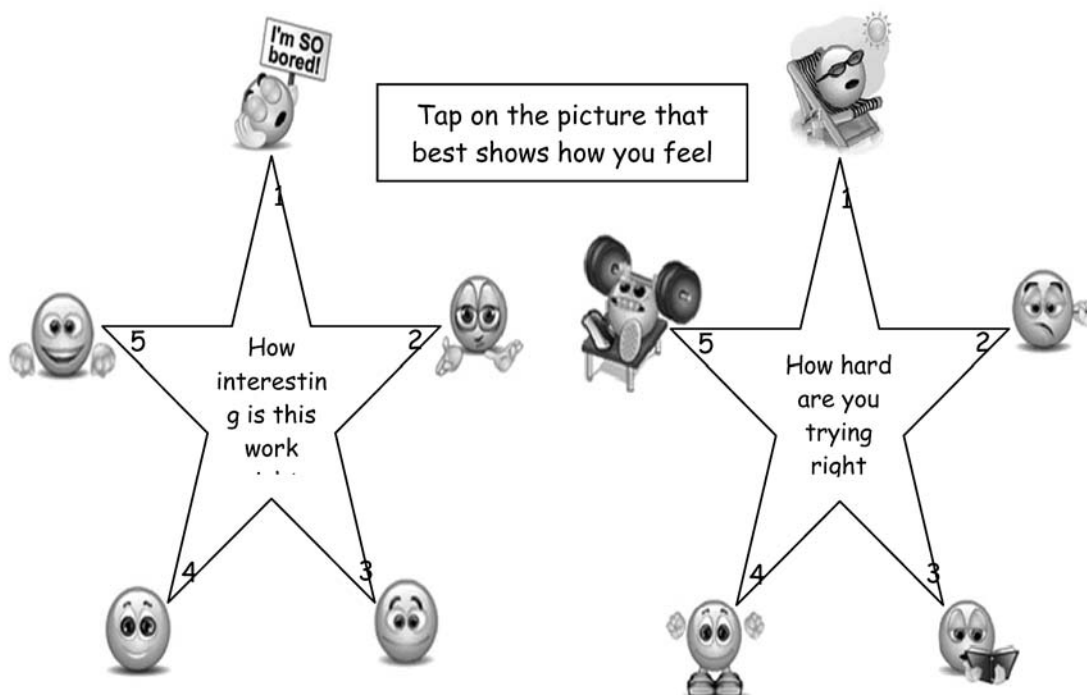 I'm SO
bored!
Tap on the picture that
best shows how you feel
1
2
3
4
5
How
interestin
g is this
work
1
2
3
4
5
How hard
are you
trying
right